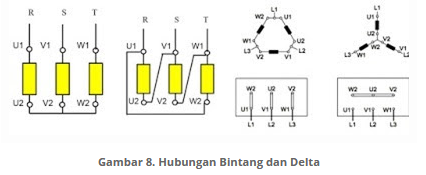 R S T
U1 V1 W1
U2 V2 W2
R S T
U1 V1 W1
U2 V2 W2
L1
W2 U1
U2 V1
L3 W1 V2 L2
L1
U1
U2
W2 V2
W1 V1
L3 L2
W2 U2 V2
U1 V1 W1
L1 L2 L3
W2 U2 V2
U1 V1 W1
L1 L2 L3
Gambar 8. Hubungan Bintang dan Delta